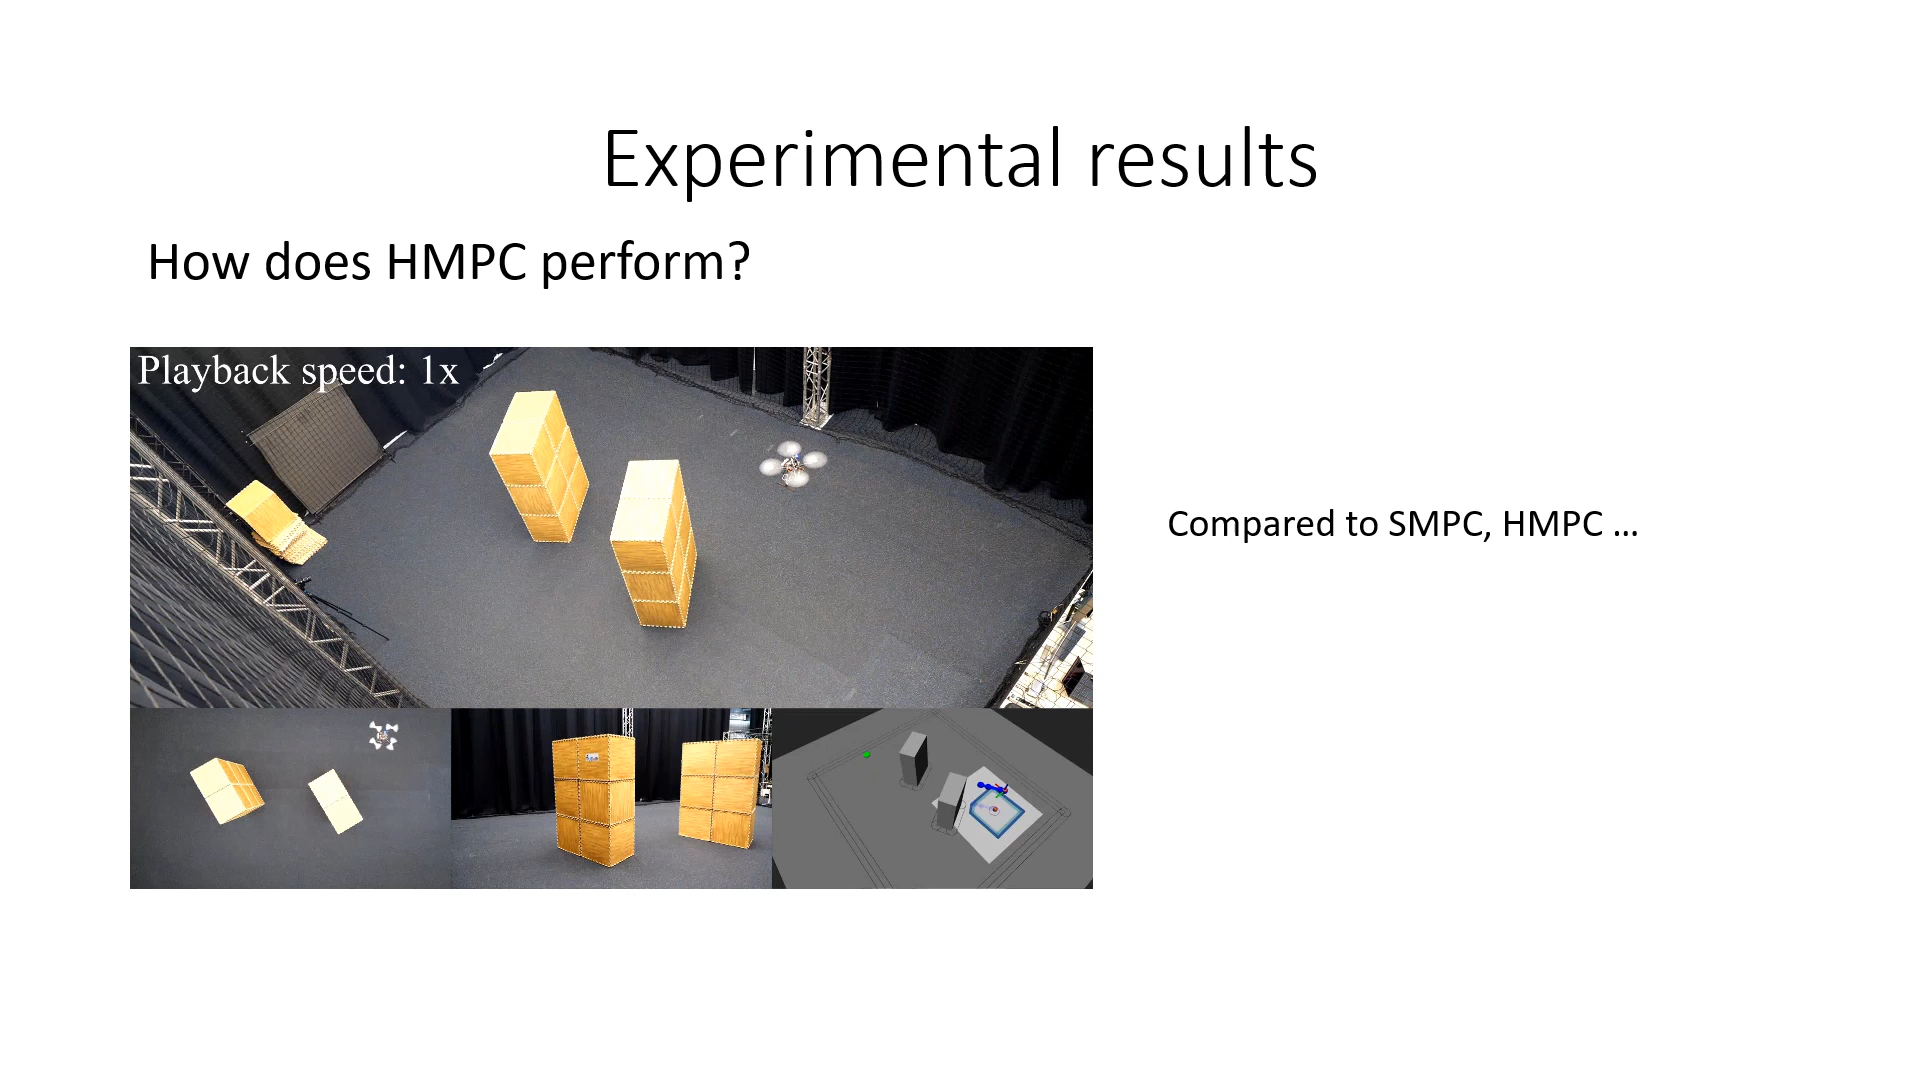 Experimental results
How does HMPC perform?
Playback speed: 1x
Compared to SMPC, HMPC …